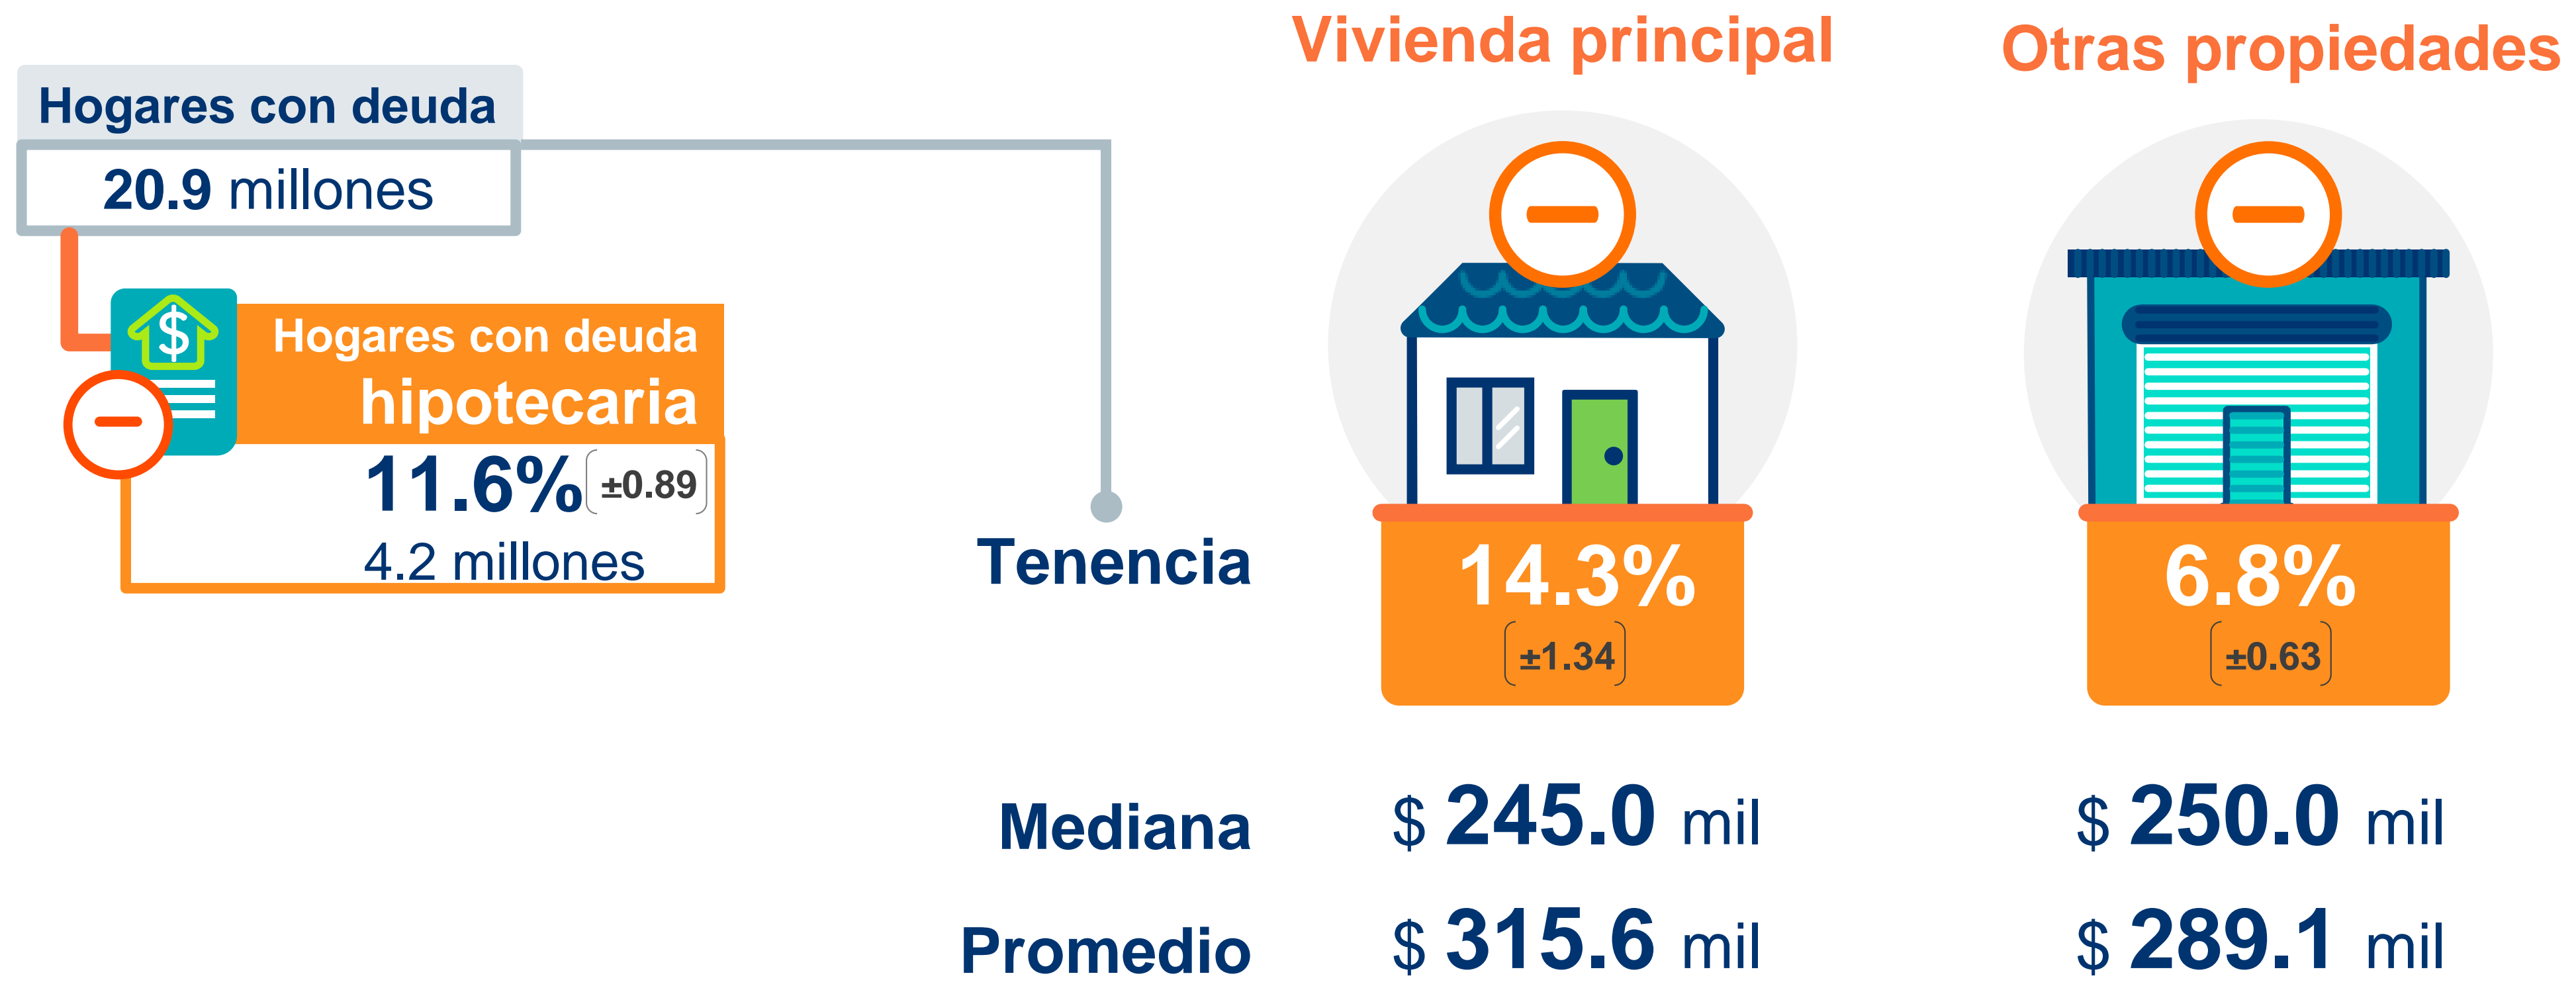 Hogares con deuda
20.9 millones
$
Hogares con deuda
hipotecaria
11.6% ±0.89
4.2 millones
Vivienda principal
Otras propiedades
Tenencia
14.3%
±1.34
6.8%
±0.63
Mediana
$ 245.0 mil
$ 250.0 mil
Promedio
$ 315.6 mil
$ 289.1 mil